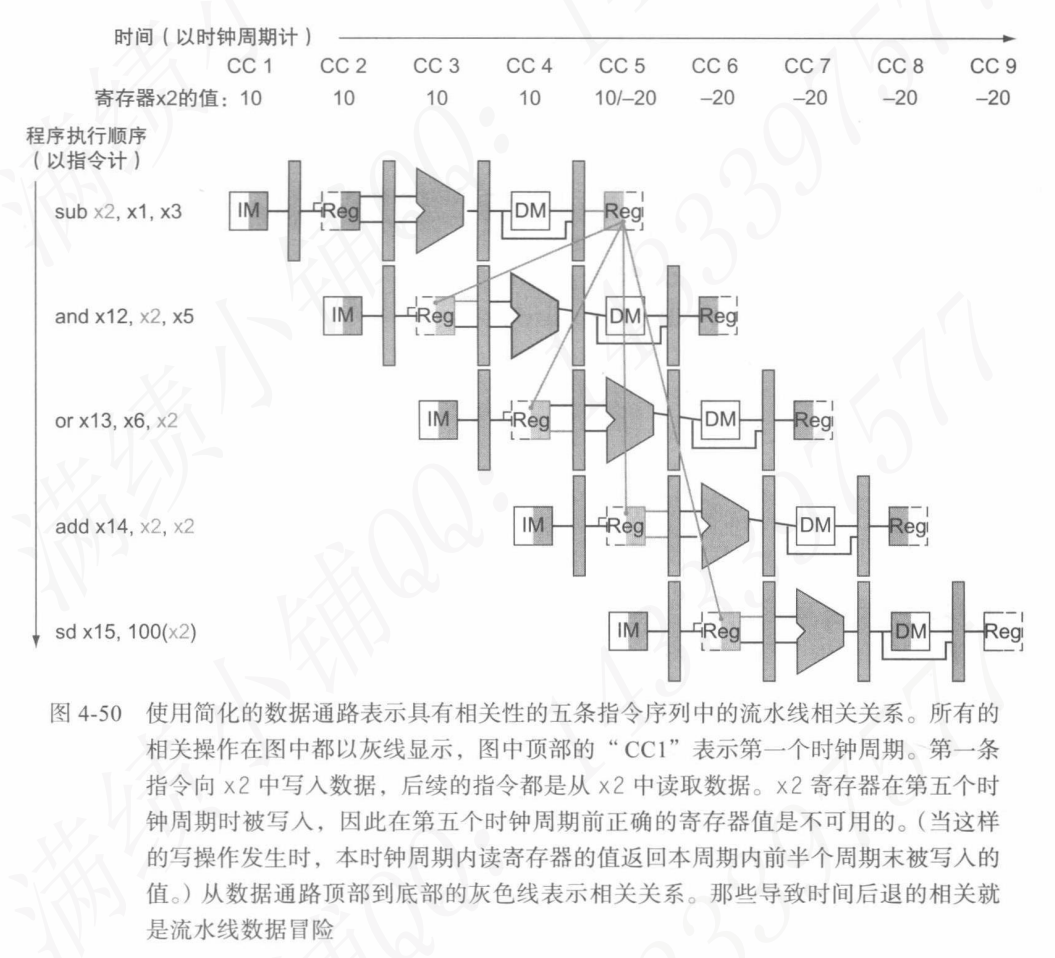 时间（以时钟周期计）
CC 1 CC 2 CC 3 CC 4 CC 5 CC 6 CC 7 CC 8 CC 9
寄存器x2的值：10 10 10 10 10/–20 –20 –20 –20 –20
程序执行顺序
（以指令计）
sub x2, x1, x3 IM Reg DM Reg
and x12, x2, x5 IM Reg DM Reg
or x13, x6, x2 IM Reg DM Reg
add x14, x2, x2 IM Reg DM Reg
sd x15, 100(x2) IM Reg DM Reg
图 4-50 使用简化的数据通路表示具有相关性的五条指令序列中的流水线相关关系。所有的
相关操作在图中都以灰线显示，图中顶部的“CC1”表示第一个时钟周期。第一条
指令向 x2 中写入数据，后续的指令都是从 x2 中读取数据。x2 寄存器在第五个时
钟周期时被写入，因此在第五个时钟周期前正确的寄存器值是不可用的。（当这样
的写操作发生时，本时钟周期内读寄存器的值返回本周期内前半个周期末被写入的
值。）从数据通路顶部到底部的灰色线表示相关关系。那些导致时间后退的相关就
是流水线数据冒险
满绩小铺QQ：1433397577